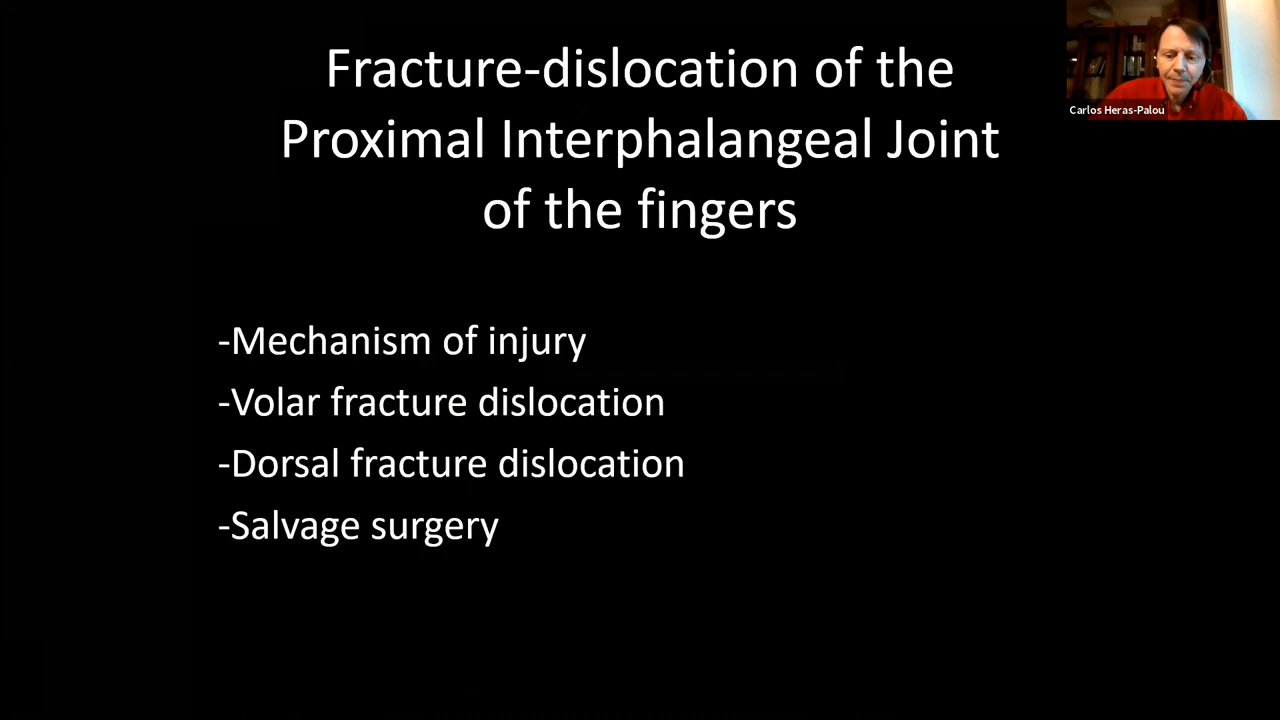 Fracture-dislocation of the
Proximal Interphalangeal Joint
of the fingers
Carlos Heras-Palou
-Mechanism of injury
-Volar fracture dislocation
-Dorsal fracture dislocation
-Salvage surgery